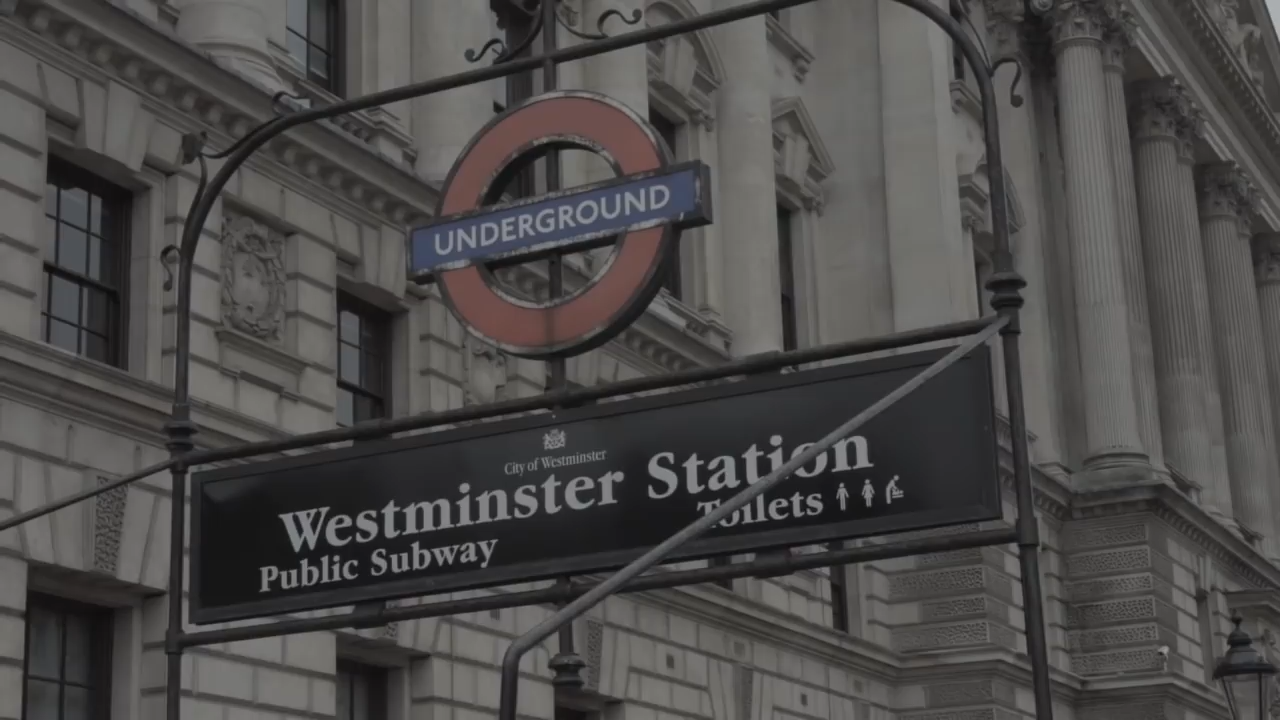 UNDERGROUND
City of Westminster
Westminster Station
Public Subway
Toilets